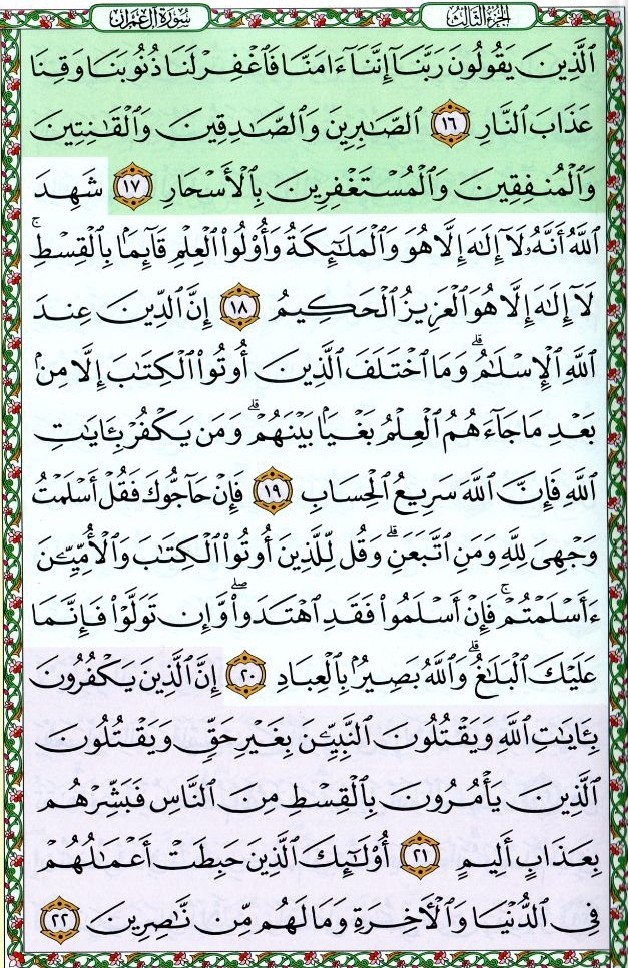 الجزء الثالث
سورة آل عمران
ٱلَّذِينَ يَقُولُونَ رَبَّنَآ إِنَّنَآ ءَامَنَّا فَٱغۡفِرۡ لَنَا ذُنُوبَنَا وَقِنَا
عَذَابَ ٱلنَّارِ ١٦ ٱلصَّٰبِرِينَ وَٱلصَّٰدِقِينَ وَٱلۡقَٰنِتِينَ
وَٱلۡمُنفِقِينَ وَٱلۡمُسۡتَغۡفِرِينَ بِٱلۡأَسۡحَارِ ١٧ شَهِدَ
ٱللَّهُ أَنَّهُۥ لَآ إِلَٰهَ إِلَّا هُوَ وَٱلۡمَلَٰٓئِكَةُ وَأُوْلُواْ ٱلۡعِلۡمِ قَآئِمَۢا بِٱلۡقِسۡطِۚ
لَآ إِلَٰهَ إِلَّا هُوَ ٱلۡعَزِيزُ ٱلۡحَكِيمُ ١٨ إِنَّ ٱلدِّينَ عِندَ
ٱللَّهِ ٱلۡإِسۡلَٰمُۗ وَمَا ٱخۡتَلَفَ ٱلَّذِينَ أُوتُواْ ٱلۡكِتَٰبَ إِلَّا مِنۢ
بَعۡدِ مَا جَآءَهُمُ ٱلۡعِلۡمُ بَغۡيَۢا بَيۡنَهُمۡۗ وَمَن يَكۡفُرۡ بِـَٔايَٰتِ
ٱللَّهِ فَإِنَّ ٱللَّهَ سَرِيعُ ٱلۡحِسَابِ ١٩ فَإِنۡ حَآجُّوكَ فَقُلۡ أَسۡلَمۡتُ
وَجۡهِيَ لِلَّهِ وَمَنِ ٱتَّبَعَنِۗ وَقُل لِّلَّذِينَ أُوتُواْ ٱلۡكِتَٰبَ وَٱلۡأُمِّيِّـۧنَ
ءَأَسۡلَمۡتُمۡۚ فَإِنۡ أَسۡلَمُواْ فَقَدِ ٱهۡتَدَواْۖ وَّإِن تَوَلَّوۡاْ فَإِنَّمَا
عَلَيۡكَ ٱلۡبَلَٰغُۗ وَٱللَّهُ بَصِيرُۢ بِٱلۡعِبَادِ ٢٠ إِنَّ ٱلَّذِينَ يَكۡفُرُونَ
بِـَٔايَٰتِ ٱللَّهِ وَيَقۡتُلُونَ ٱلنَّبِيِّـۧنَ بِغَيۡرِ حَقّٖ وَيَقۡتُلُونَ
ٱلَّذِينَ يَأۡمُرُونَ بِٱلۡقِسۡطِ مِنَ ٱلنَّاسِ فَبَشِّرۡهُم
بِعَذَابٍ أَلِيمٍ ٢١ أُوْلَٰٓئِكَ ٱلَّذِينَ حَبِطَتۡ أَعۡمَٰلُهُمۡ
فِي ٱلدُّنۡيَا وَٱلۡأٓخِرَةِ وَمَا لَهُم مِّن نَّٰصِرِينَ ٢٢